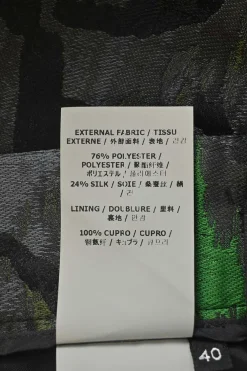 EXTERNAL FABRIC / TISSU
EXTERNE / 外部面料 / 表地 / 겉감
76% POLYESTER /
POLYESTER / 聚酯纤维 /
ポリエステル / 폴리에스터
24% SILK / SOIE / 桑蚕丝 / 絹
/ 견
LINING / DOUBLURE / 里料 /
裏地 / 안감
100% CUPRO / CUPRO /
铜氨纤 / キュプラ / 큐프라
40